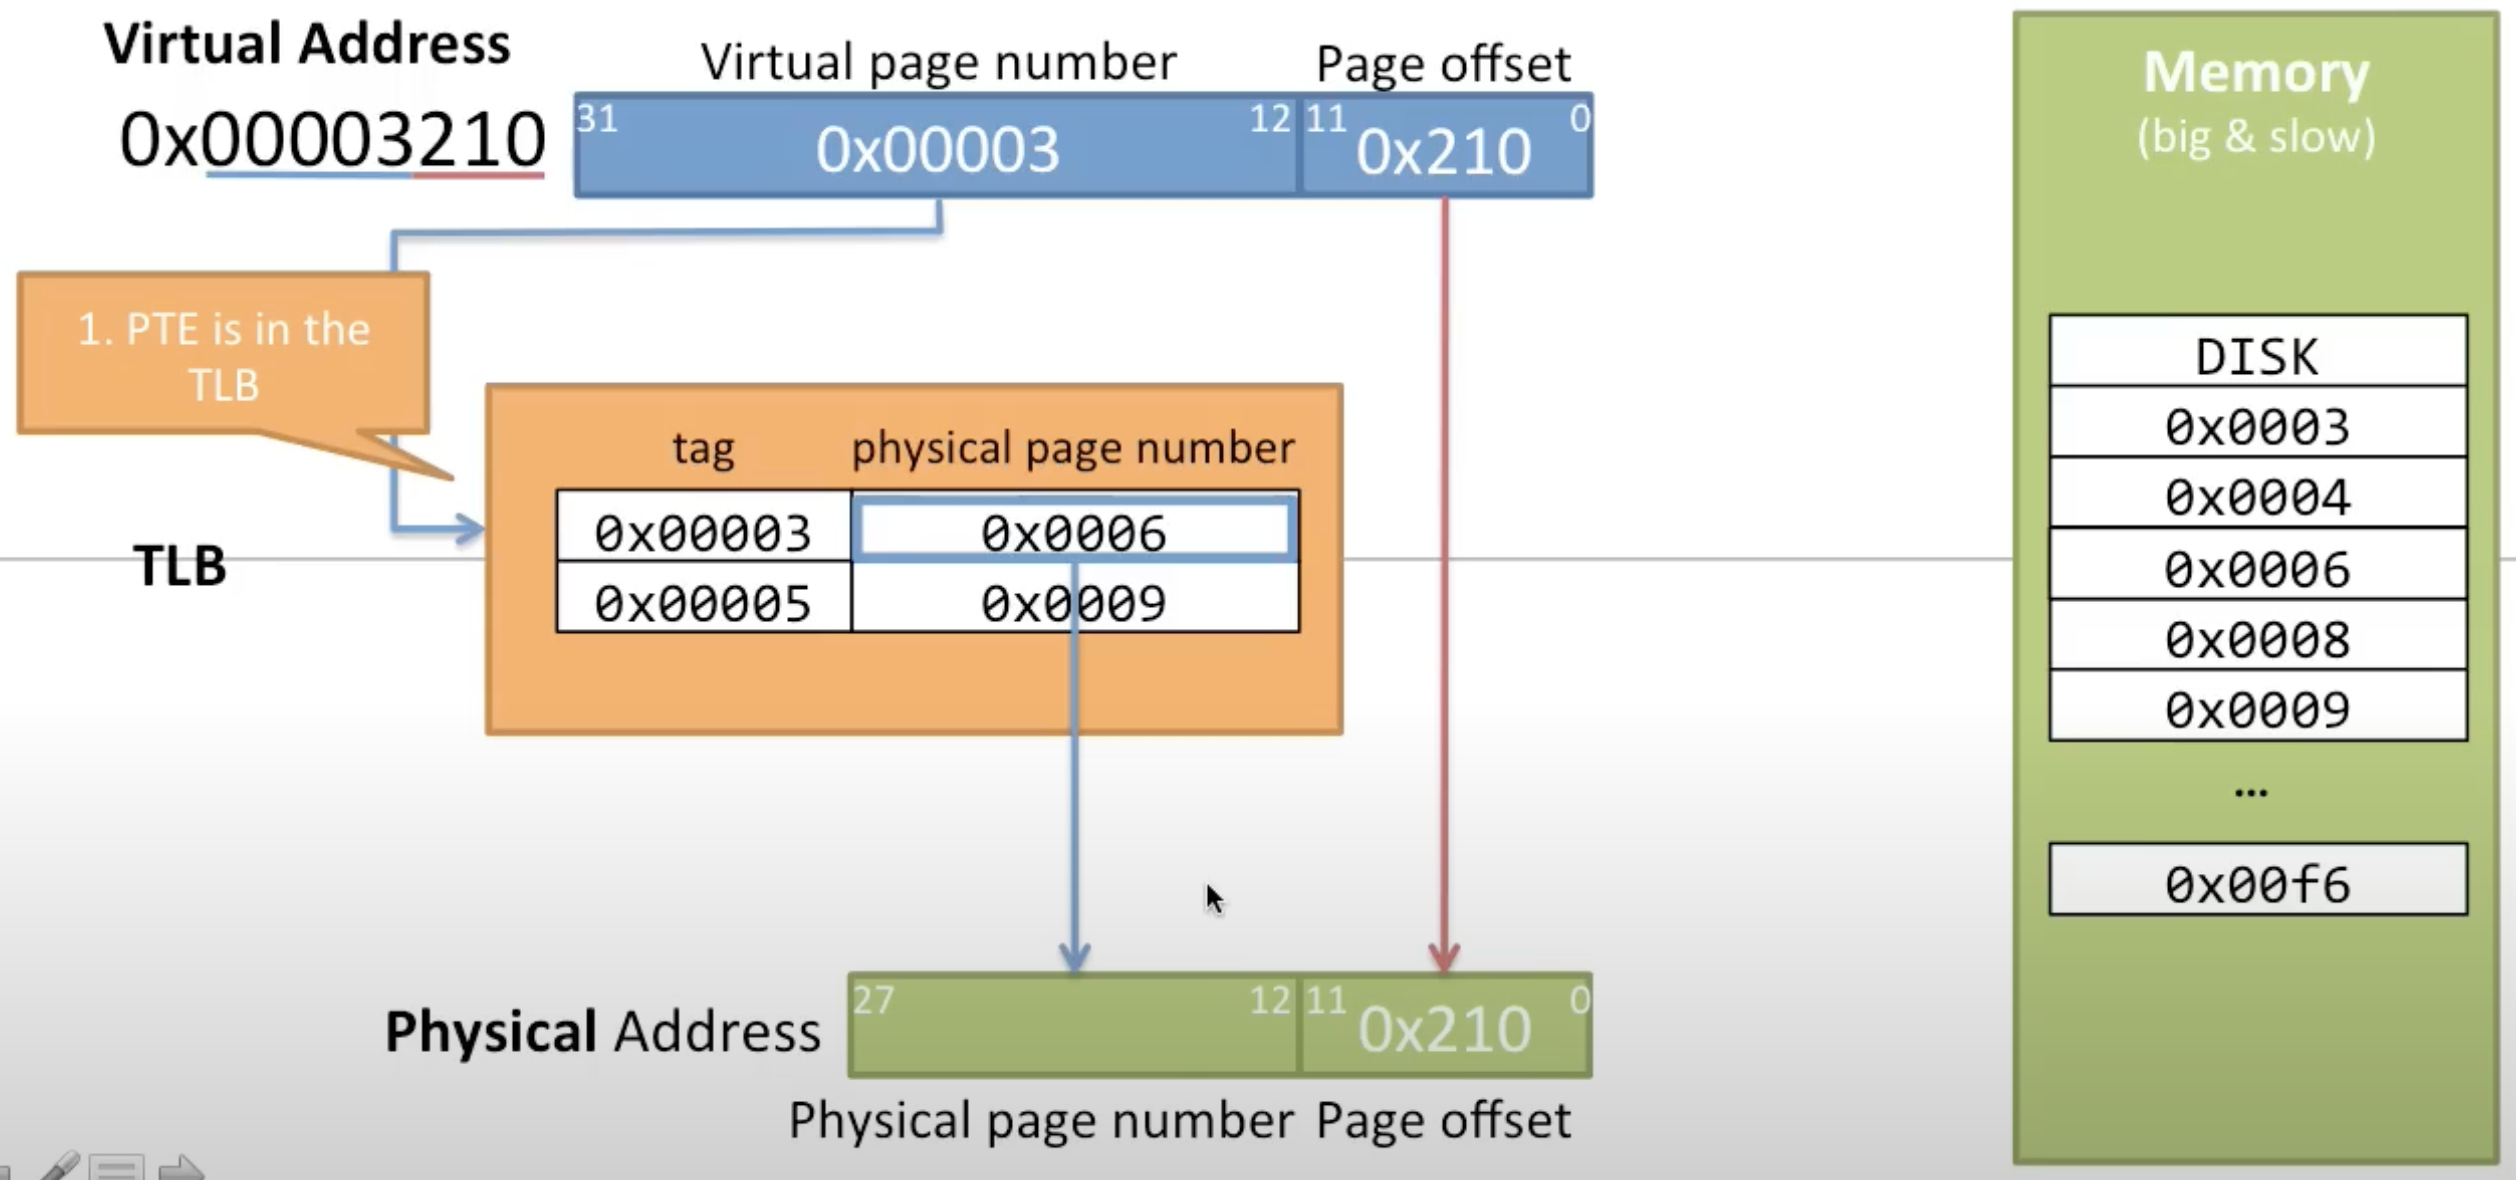 Virtual Address
0x00003210
Virtual page number
Page offset
31
0x00003
12
11
0x210
0
1. PTE is in the
TLB
TLB
tag
physical page number
0x00003
0x0006
0x00005
0x0009
Physical Address
27
12
11
0x210
0
Physical page number
Page offset
Memory
(big & slow)
DISK
0x0003
0x0004
0x0006
0x0008
0x0009
...
0x00f6